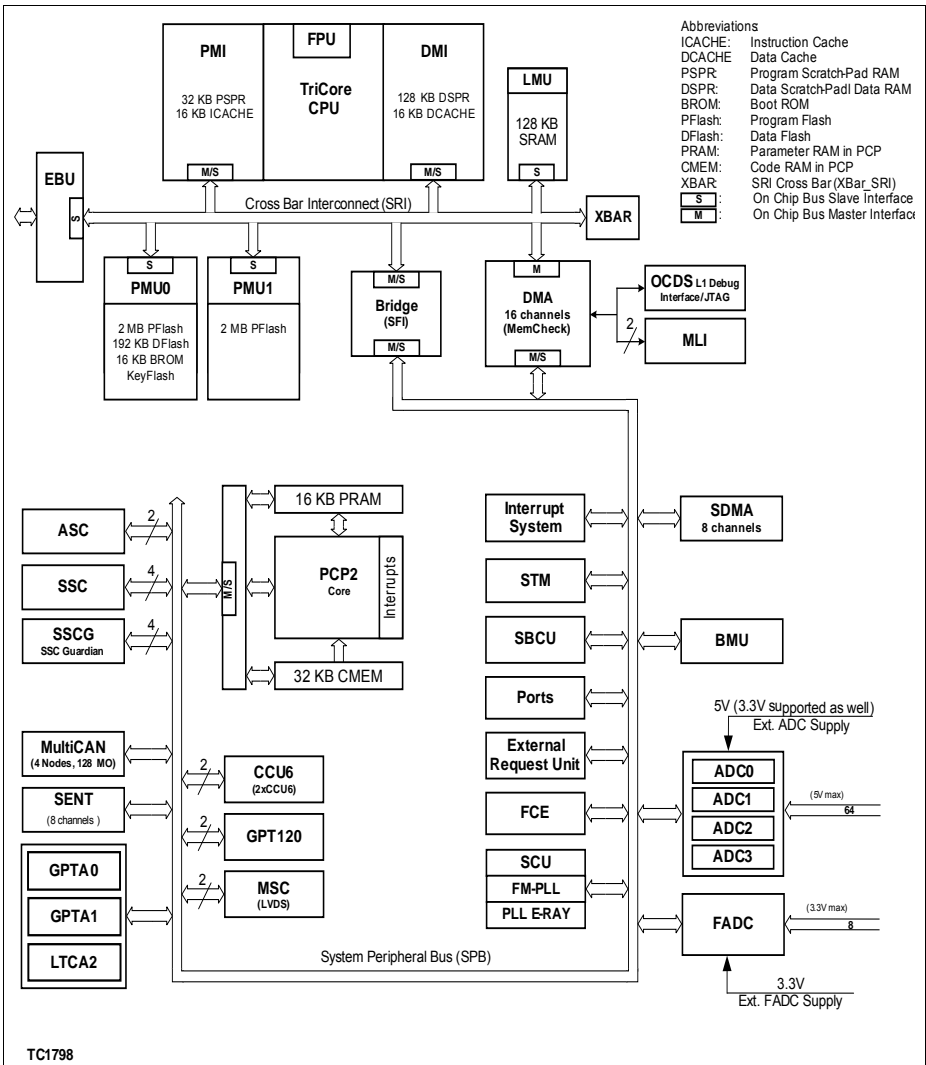 PMI
32 KB PSPR
16 KB ICACHE
M/S
FPU
TriCore
CPU
DMI
128 KB DSPR
16 KB DCACHE
M/S
LMU
128 KB
SRAM
S
Abbreviations
ICACHE: Instruction Cache
DCACHE Data Cache
PSPR: Program Scratch-Pad RAM
DSPR: Data Scratch-Padl Data RAM
BROM: Boot ROM
PFlash: Program Flash
DFlash: Data Flash
PRAM: Parameter RAM in PCP
CMEM: Code RAM in PCP
XBAR: SRI Cross Bar (XBar_SRI)
S : On Chip Bus Slave Interface
M : On Chip Bus Master Interface
EBU
S
Cross Bar Interconnect (SRI)
XBAR
S
PMU0
2 MB PFlash
192 KB DFlash
16 KB BROM
KeyFlash
S
PMU1
2 MB PFlash
M/S
Bridge
(SFI)
M/S
M
DMA
16 channels
(MemCheck)
M/S
OCDS L1 Debug
Interface/JTAG
2
MLI
ASC
2
SSC
4
SSCG
SSC Guardian
4
M/S
16 KB PRAM
PCP2
Core
Interrupts
32 KB CMEM
Interrupt
System
SDMA
8 channels
STM
SBCU
BMU
Ports
External
Request Unit
FCE
SCU
FM-PLL
PLL E-RAY
MultiCAN
(4 Nodes, 128 MO)
SENT
(8 channels )
GPTA0
GPTA1
LTCA2
2
CCU6
(2xCCU6)
2
GPT120
2
MSC
(LVDS)
5V (3.3V supported as well)
Ext. ADC Supply
ADC0
ADC1
ADC2
ADC3
(5V max)
64
FADC
(3.3V max)
8
3.3V
Ext. FADC Supply
System Peripheral Bus (SPB)
TC1798